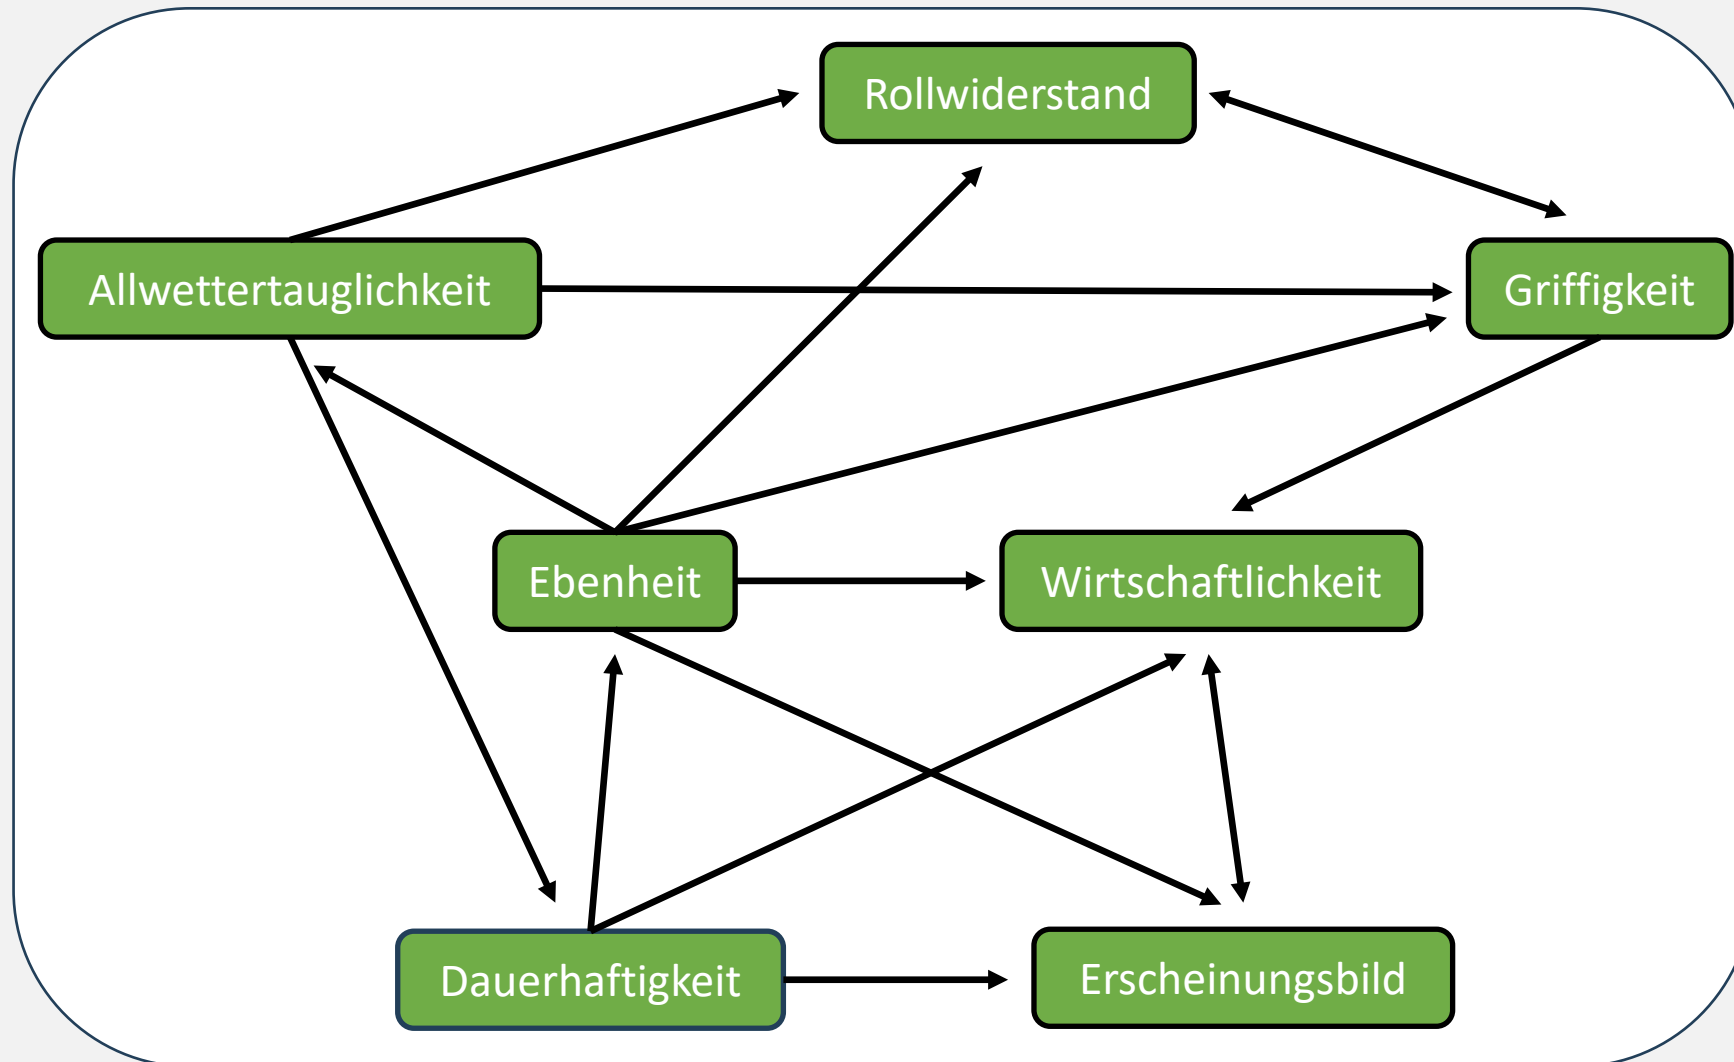 Rollwiderstand
Allwettertauglichkeit
Griffigkeit
Ebenheit
Wirtschaftlichkeit
Dauerhaftigkeit
Erscheinungsbild